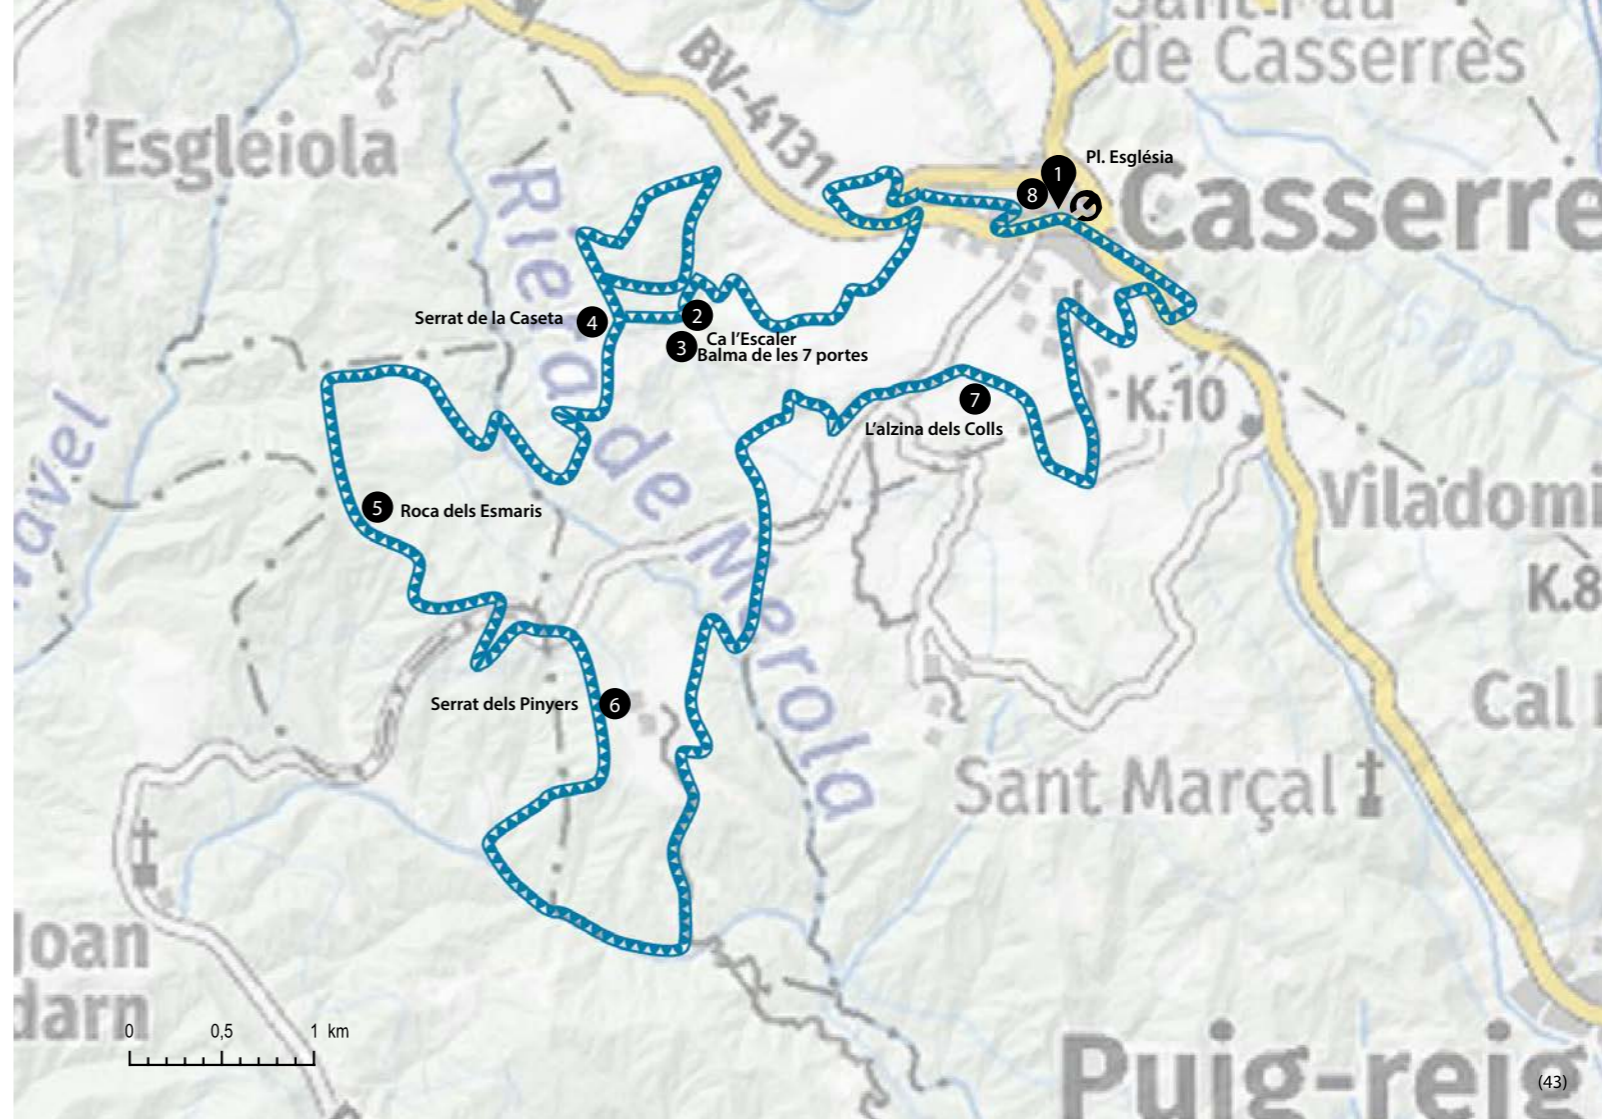 Sant Pau
de Casserres
BV-4131
l'Esgleiola
Pl. Església
1
8
Casserre
Riera de Merola
Serrat de la Caseta
4
2
Ca l'Escaler
3
Balma de les 7 portes
K.10
7
L'alzina dels Colls
avel
Viladomi
5
Roca dels Esmaris
K.8
Serrat dels Pinyers
6
Cal
Sant Marçal
Joan
darn
0 0,5 1 km
Puig-reig
(43)